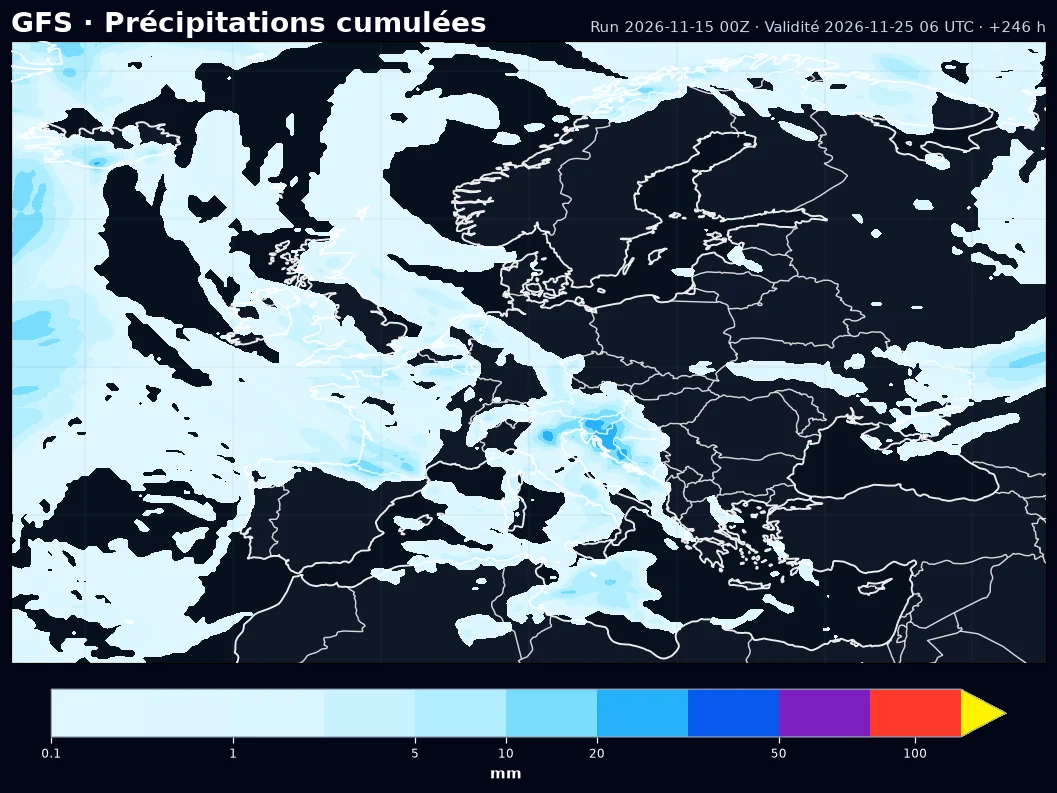 GFS · Précipitations cumulées
Run 2026-11-15 00Z · Validité 2026-11-25 06 UTC · +246 h
0.1 1 5 10 20 50 100
mm